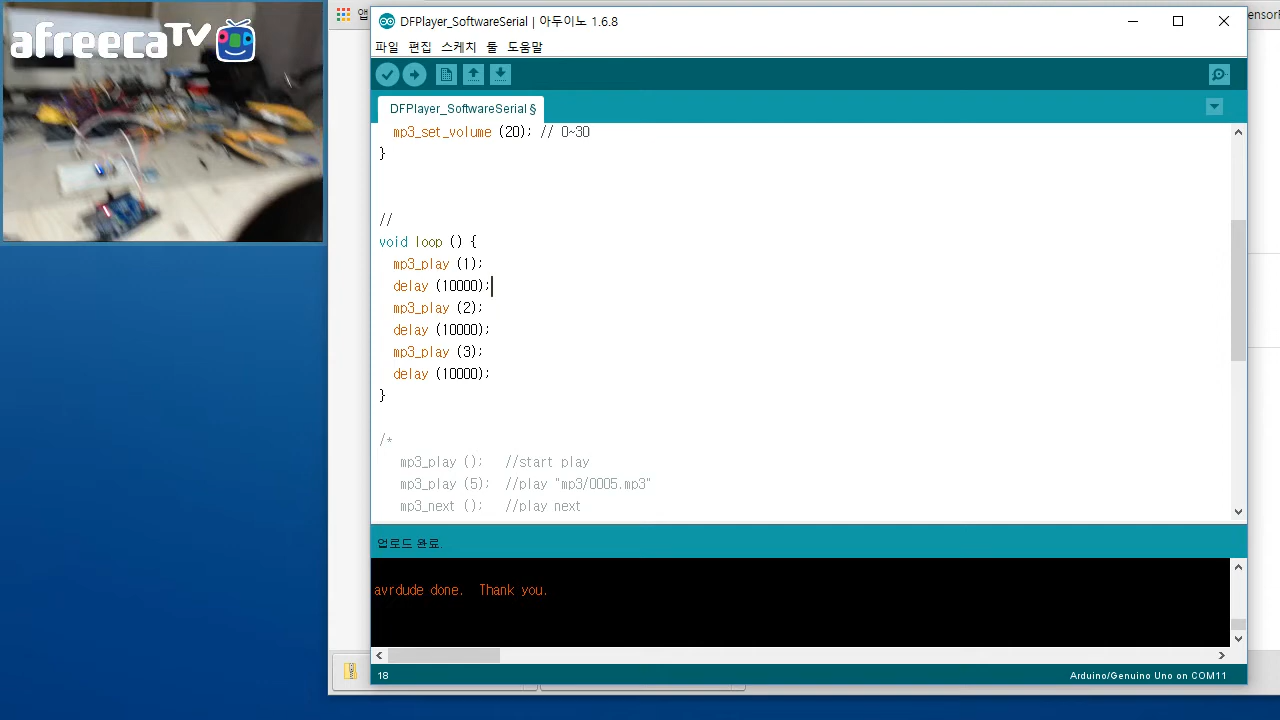 afreecaTV
앱
DFPlayer_SoftwareSerial | 아두이노 1.6.8
파일 편집 스케치 툴 도움말
DFPlayer_SoftwareSerial §
mp3_set_volume (20); // 0~30
}
//
void loop () {
mp3_play (1);
delay (10000);
mp3_play (2);
delay (10000);
mp3_play (3);
delay (10000);
}
/*
mp3_play ();   //start play
mp3_play (5);  //play "mp3/0005.mp3"
mp3_next ();   //play next
업로드 완료.
avrdude done.  Thank you.
18
Arduino/Genuino Uno on COM11